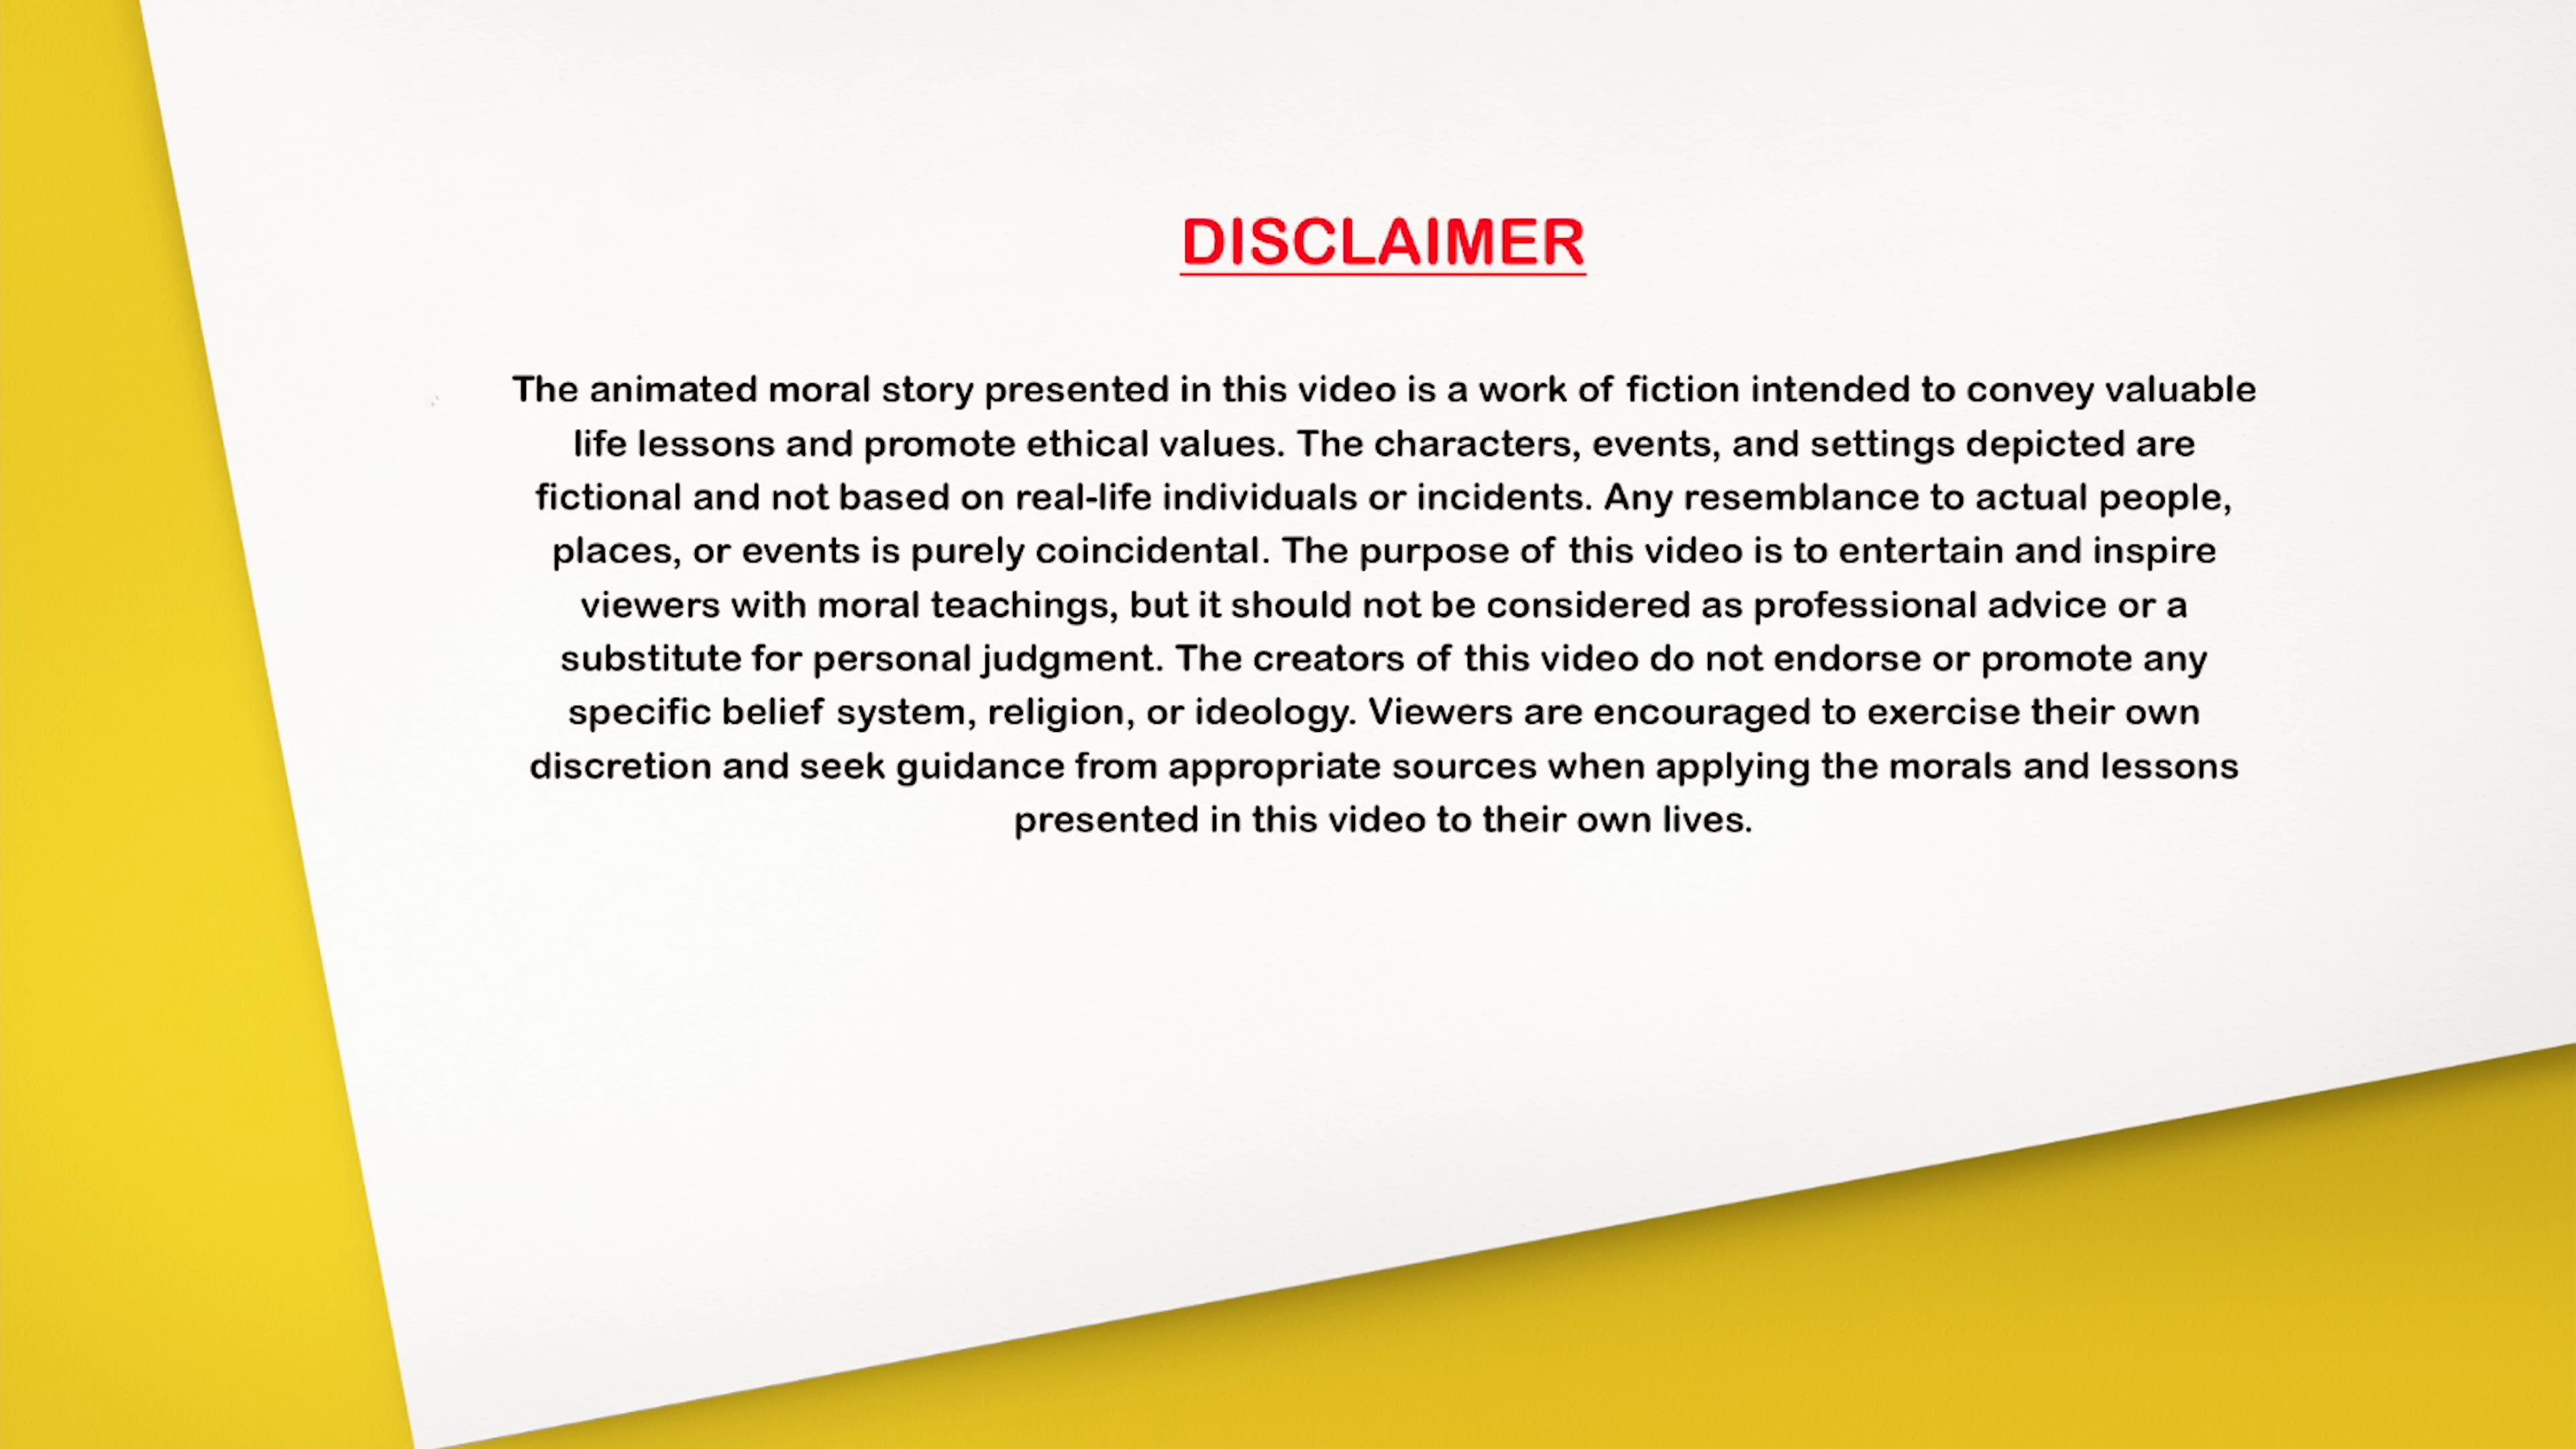 DISCLAIMER
The animated moral story presented in this video is a work of fiction intended to convey valuable
life lessons and promote ethical values. The characters, events, and settings depicted are
fictional and not based on real-life individuals or incidents. Any resemblance to actual people,
places, or events is purely coincidental. The purpose of this video is to entertain and inspire
viewers with moral teachings, but it should not be considered as professional advice or a
substitute for personal judgment. The creators of this video do not endorse or promote any
specific belief system, religion, or ideology. Viewers are encouraged to exercise their own
discretion and seek guidance from appropriate sources when applying the morals and lessons
presented in this video to their own lives.